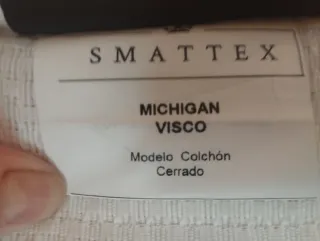 SMATTEX
MICHIGAN
VISCO
Modelo Colchón
Cerrado